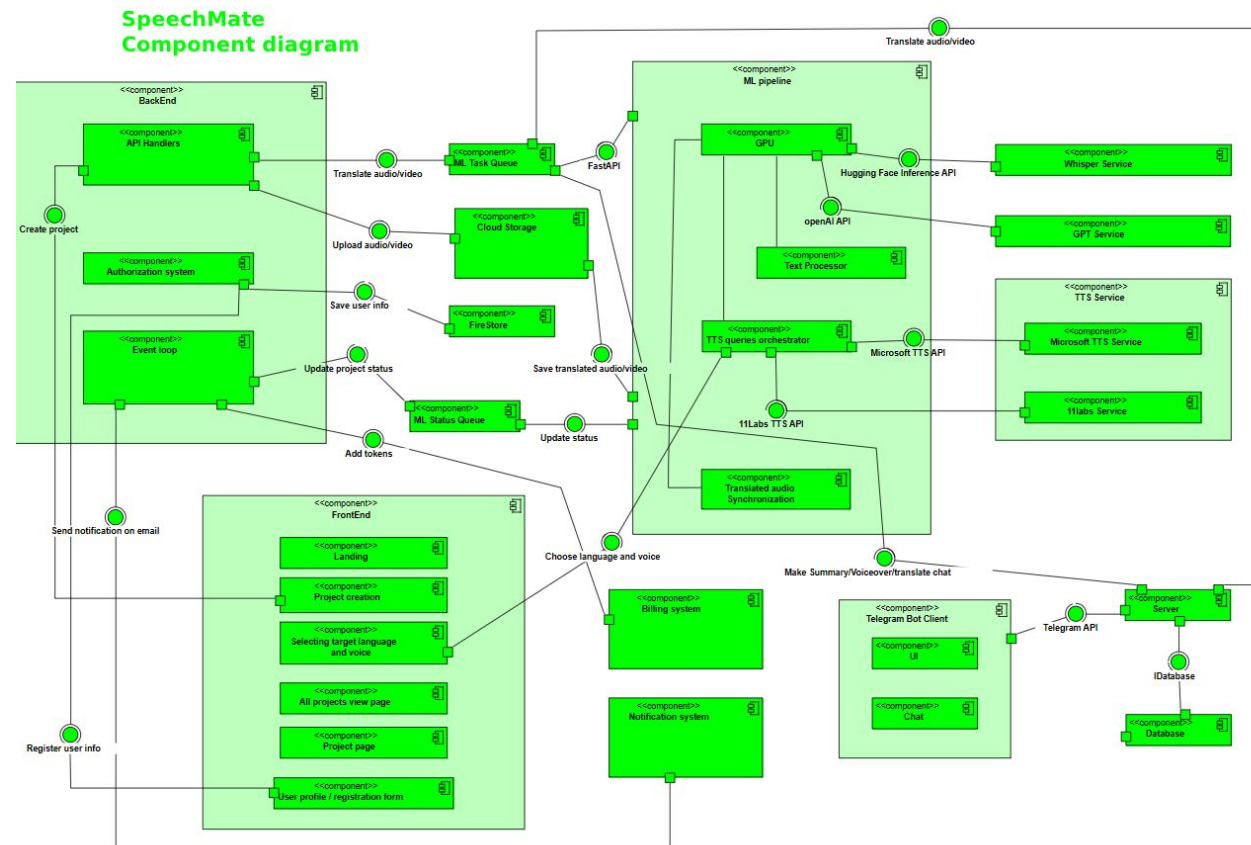 SpeechMate
Component diagram
Translate audio/video
<<component>>
BackEnd
<<component>>
API Handlers
Create project
Translate audio/video
Upload audio/video
<<component>>
Authorization system
Save user info
<<component>>
Event loop
Update project status
Add tokens
Send notification on email
Register user info
<<component>>
ML Task Queue
FastAPI
<<component>>
Cloud Storage
<<component>>
FireStore
Save translated audio/video
<<component>>
ML Status Queue
Update status
<<component>>
ML pipeline
<<component>>
GPU
Hugging Face Inference API
openAI API
<<component>>
Text Processor
<<component>>
TTS queries orchestrator
Microsoft TTS API
11Labs TTS API
<<component>>
Translated audio
Synchronization
<<component>>
Whisper Service
<<component>>
GPT Service
<<component>>
TTS Service
<<component>>
Microsoft TTS Service
<<component>>
11labs Service
<<component>>
FrontEnd
<<component>>
Landing
<<component>>
Project creation
<<component>>
Selecting target language
and voice
<<component>>
All projects view page
<<component>>
Project page
<<component>>
User profile / registration form
Choose language and voice
<<component>>
Billing system
<<component>>
Notification system
Make Summary/Voiceover/translate chat
<<component>>
Telegram Bot Client
<<component>>
UI
<<component>>
Chat
Telegram API
<<component>>
Server
IDatabase
<<component>>
Database